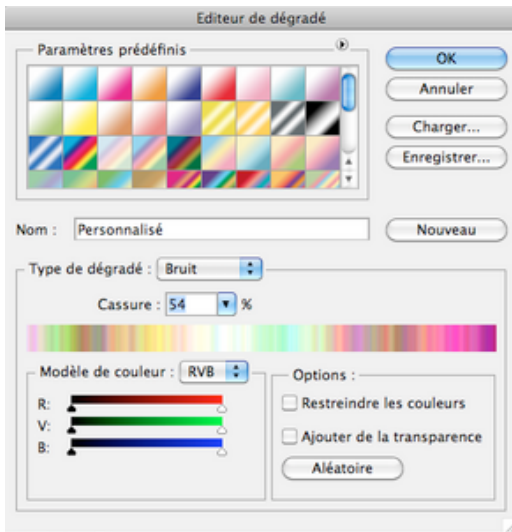 Editeur de dégradé
Paramètres prédéfinis
OK
Annuler
Charger...
Enregistrer...
Nom : Personnalisé
Nouveau
Type de dégradé : Bruit
Cassure : 54 %
Modèle de couleur : RVB
R:
V:
B:
Options :
Restreindre les couleurs
Ajouter de la transparence
Aléatoire